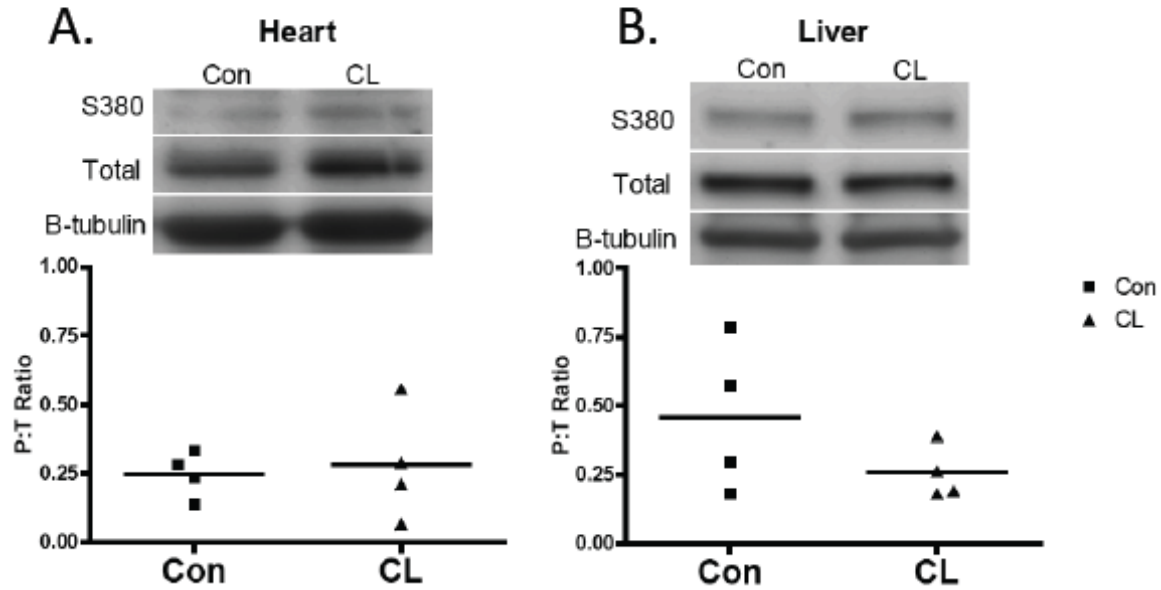 A.
Heart
Con CL
S380
Total
B-tubulin
1.00
0.75
0.50
0.25
0.00
P:T Ratio
Con CL
B.
Liver
Con CL
S380
Total
B-tubulin
1.00
0.75
0.50
0.25
0.00
P:T Ratio
Con CL
Con
CL